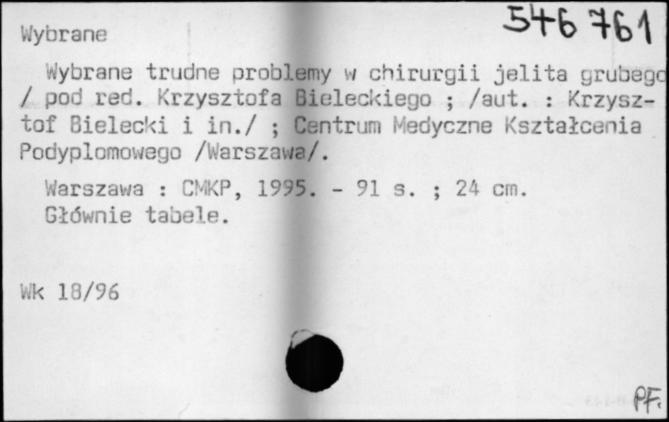 546 761
Wybrane
Wybrane trudne problemy w chirurgii jelita grubego
/ pod red. Krzysztofa Bieleckiego ; /aut. : Krzysz-
tof Bielecki i in./ ; Centrum Medyczne Kształcenia
Podyplomowego /Warszawa/.
Warszawa : CMKP, 1995. - 91 s. ; 24 cm.
Głównie tabele.
Wk 18/96
PF.